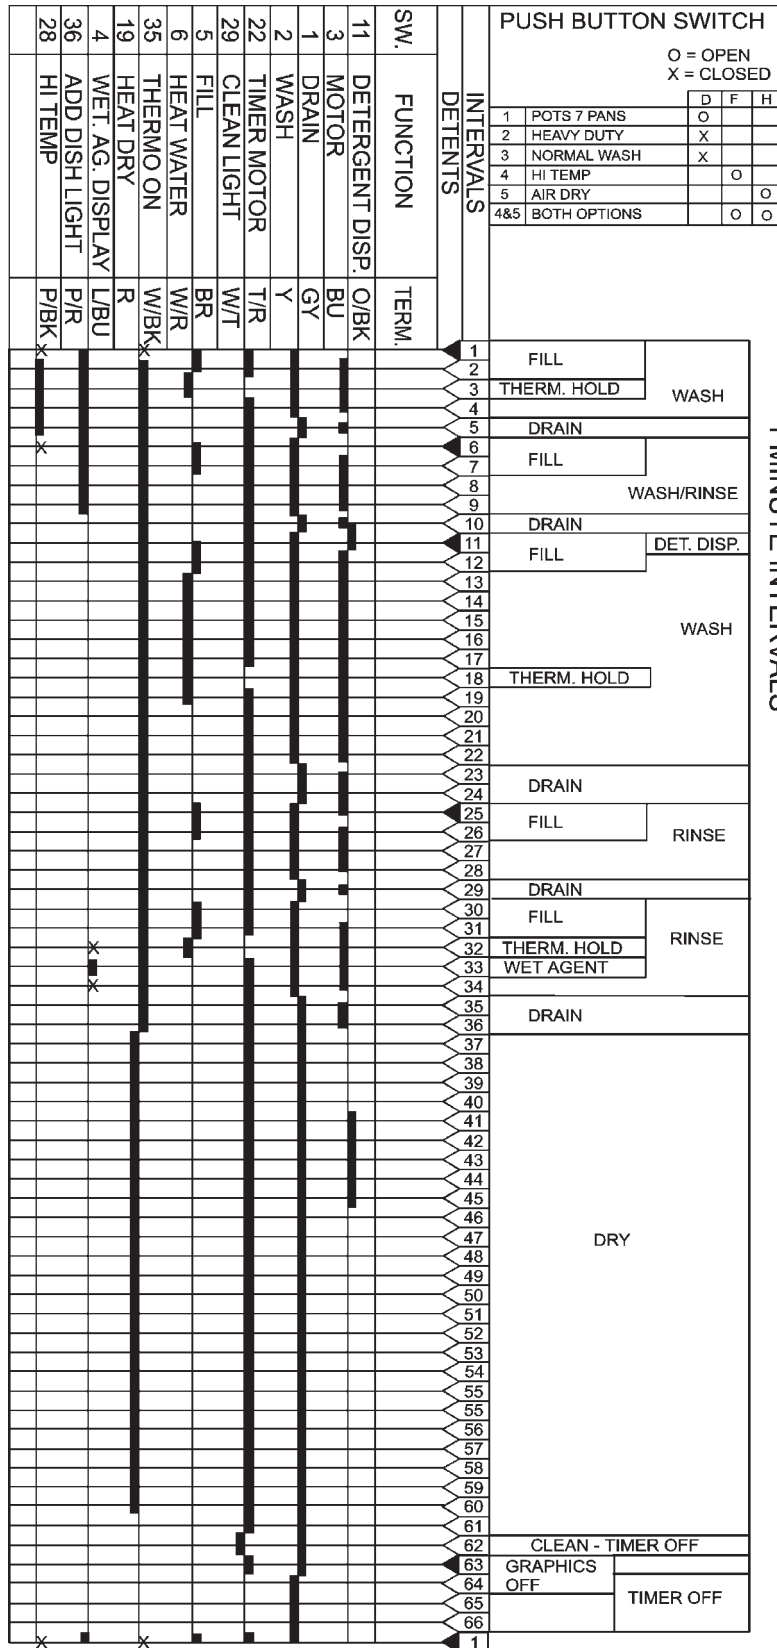 PUSH BUTTON SWITCH
O = OPEN
X = CLOSED
D F H
1 POTS 7 PANS O
2 HEAVY DUTY X
3 NORMAL WASH X
4 HI TEMP O
5 AIR DRY O
4&5 BOTH OPTIONS O O
SW. FUNCTION TERM.
11 DETERGENT DISP. O/BK
3 MOTOR BU
1 DRAIN GY
2 WASH Y
22 TIMER MOTOR T/R
29 CLEAN LIGHT W/T
5 FILL BR
6 HEAT WATER W/R
35 THERMO ON W/BK
19 HEAT DRY R
4 WET. AG. DISPLAY L/BU
36 ADD DISH LIGHT P/R
28 HI TEMP P/BK
INTERVALS
DETENTS
X X 1
FILL
2
3 THERM. HOLD
WASH
4
5 DRAIN
X 6
FILL
7
8
WASH/RINSE
9
10 DRAIN
11 DET. DISP.
FILL
12
13
14
15
WASH
16
17
18 THERM. HOLD
19
20
21
22
23
DRAIN
24
25
FILL
26
RINSE
27
28
29 DRAIN
30
FILL
31
RINSE
X 32 THERM. HOLD
33 WET AGENT
X 34
35
DRAIN
36
37
38
39
40
41
42
43
44
45
46
47
DRY
48
49
50
51
52
53
54
55
55
56
57
58
59
60
61
62 CLEAN - TIMER OFF
63 GRAPHICS
64 OFF
TIMER OFF
65
66
X X 1
INTERVALS